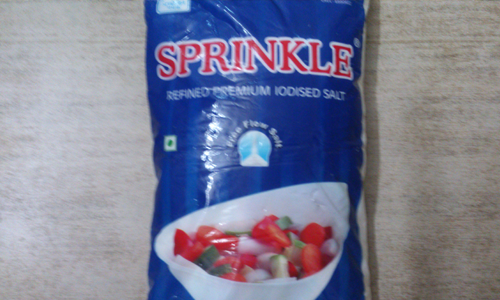 SPRINKLE®
REFINED PREMIUM IODISED SALT
Free Flow Salt